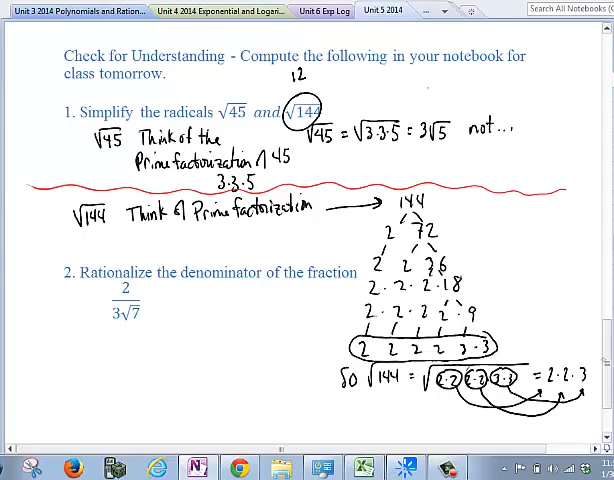 Unit 3 2014 Polynomials and Ration...
Unit 4 2014 Exponential and Logari...
Unit 6 Exp Log
Unit 5 2014
Search All Notebooks (
Check for Understanding - Compute the following in your notebook for
class tomorrow.
12
1. Simplify the radicals √45 and √144
√45 Think of the
Prime factorization of 45
3·3·5
√45 = √3·3·5 = 3√5 not...
√144 Think of Prime factorization
144
2 72
2 2 36
2 · 2 · 2 · 18
2 · 2 · 2 2 · 9
2 2 2 2 3 · 3
So √144 = √2·2 2·2 3·3 = 2·2·3
2. Rationalize the denominator of the fraction
2
3√7